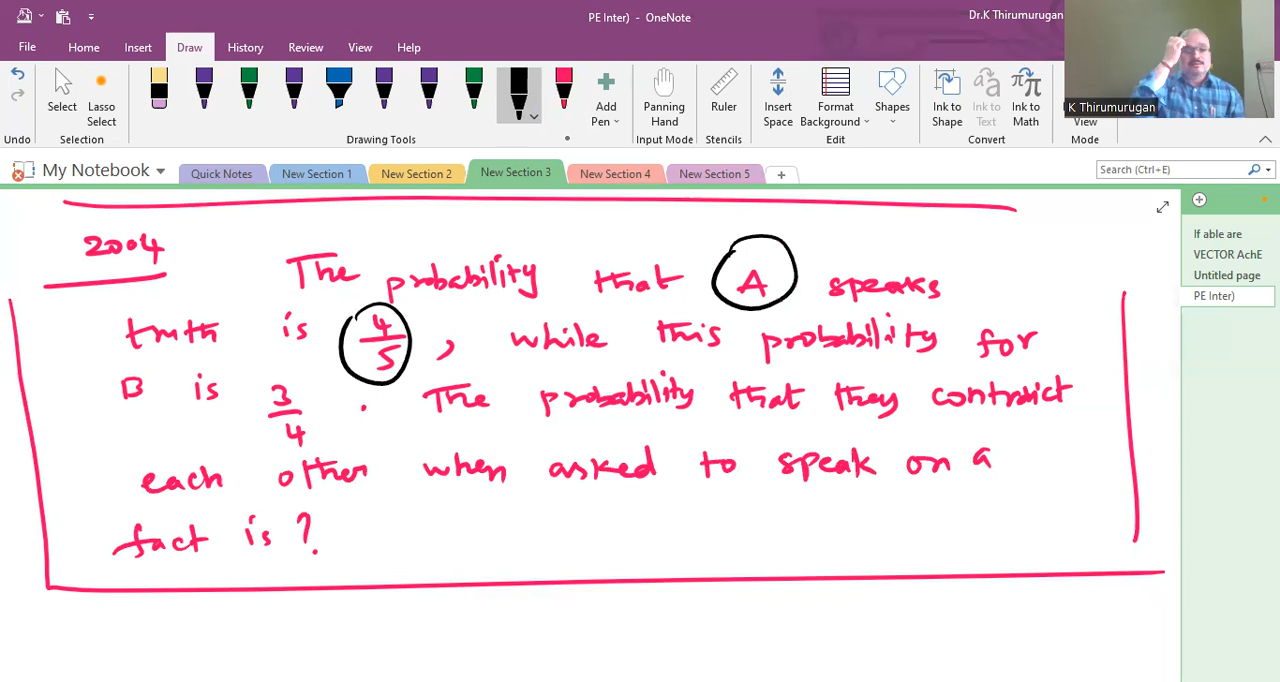 PE Inter) - OneNote
Dr.K Thirumurugan
File Home Insert Draw History Review View Help
Undo
Select
Lasso Select
Selection
Drawing Tools
Add Pen
Panning Hand
Input Mode
Ruler
Stencils
Insert Space
Format Background
Shapes
Edit
Ink to Shape
Ink to Text
Ink to Math
Convert
View
Mode
K Thirumurugan
My Notebook
Quick Notes New Section 1 New Section 2 New Section 3 New Section 4 New Section 5
Search (Ctrl+E)
If able are
VECTOR AchE
Untitled page
PE Inter)
2004
The probability that A speaks
truth is 4/5, while this probability for
B is 3/4. The probability that they contrdict
each other when asked to speak on a
fact is?